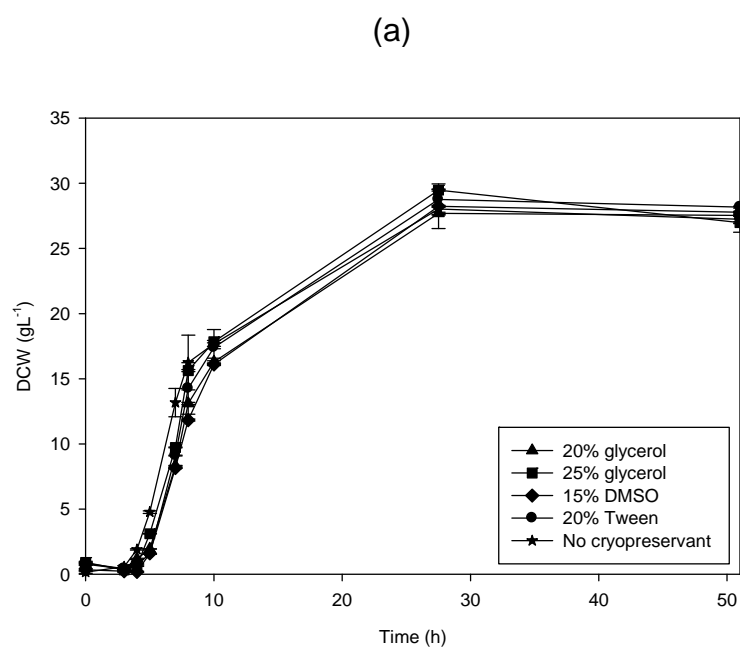 (a)
35
30
25
20
15
10
5
0
DCW (gL⁻¹)
20% glycerol
25% glycerol
15% DMSO
20% Tween
No cryopreservant
0 10 20 30 40 50
Time (h)